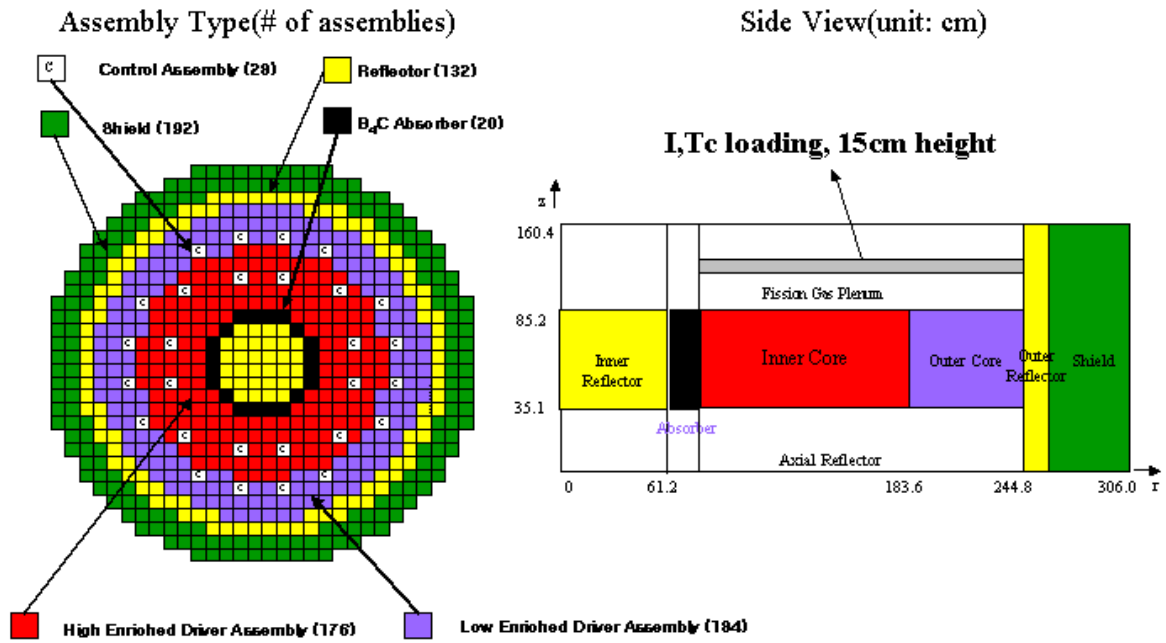 Assembly Type(# of assemblies)
Side View(unit: cm)
C Control Assembly (28)
Reflector (132)
Shield (192)
B4C Absorber (20)
I,Tc loading, 15cm height
z
160.4
Fission Gas Plenum
85.2
Inner Reflector
Inner Core
Outer Core
Outer Reflector
Shield
35.1
Absorber
Axial Reflector
0 61.2 183.6 244.8 306.0 r
C C
C C
C C
C C
C C
C C
C C
C C
C C
C C
C C
C C
C C
C C
High Enriched Driver Assembly (176)
Low Enriched Driver Assembly (184)